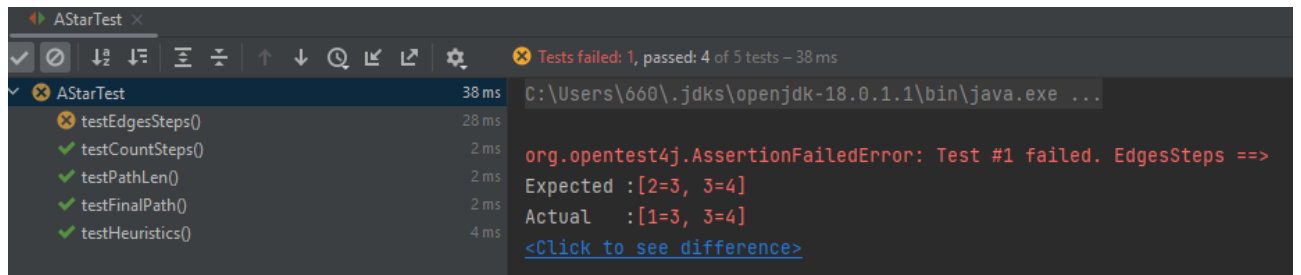 AStarTest
Tests failed: 1, passed: 4 of 5 tests – 38 ms
AStarTest 38 ms
testEdgesSteps() 28 ms
testCountSteps() 2 ms
testPathLen() 2 ms
testFinalPath() 2 ms
testHeuristics() 4 ms
C:\Users\660\.jdks\openjdk-18.0.1.1\bin\java.exe ...
org.opentest4j.AssertionFailedError: Test #1 failed. EdgesSteps ==>
Expected :[2=3, 3=4]
Actual   :[1=3, 3=4]
<Click to see difference>